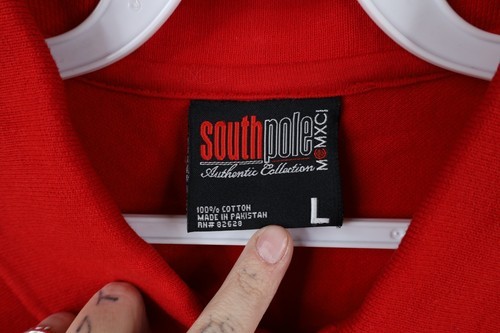 southpole
Authentic Collection
MCMXCI
100% COTTON
MADE IN PAKISTAN
RN# 82628
L